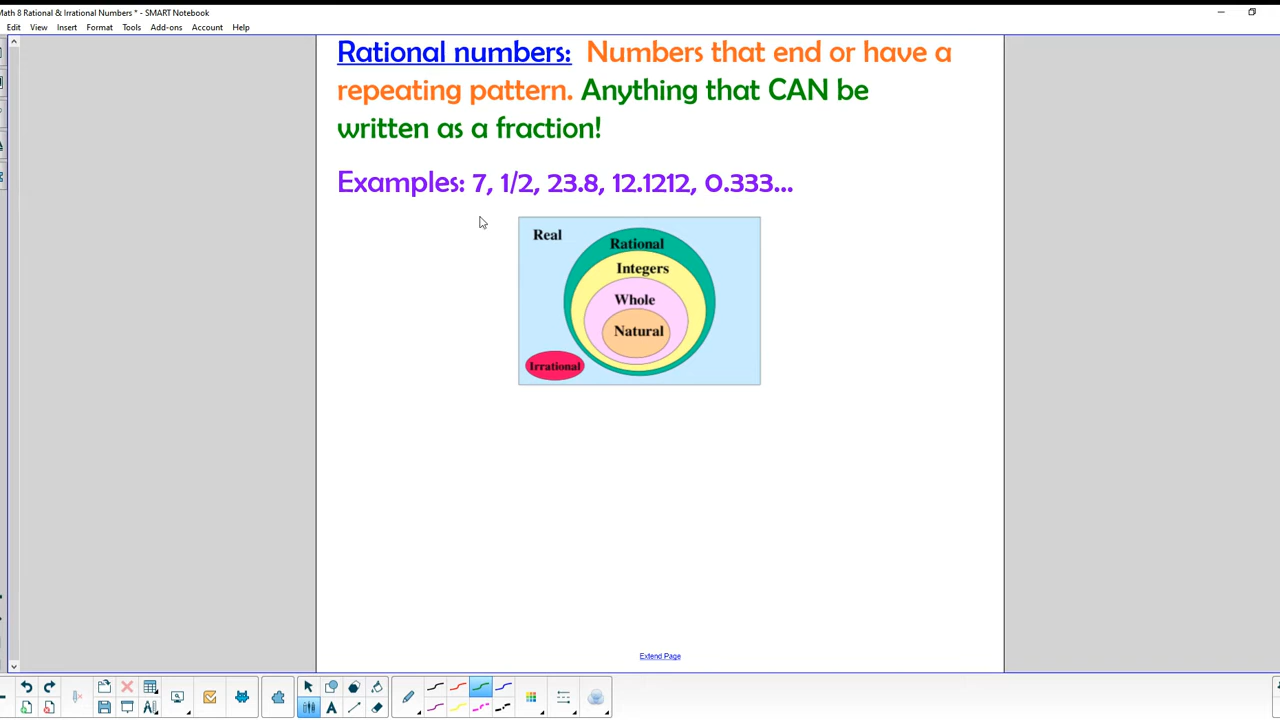 Math 8 Rational & Irrational Numbers * - SMART Notebook
Edit View Insert Format Tools Add-ons Account Help
Rational numbers: Numbers that end or have a
repeating pattern. Anything that CAN be
written as a fraction!
Examples: 7, 1/2, 23.8, 12.1212, 0.333...
Real
Rational
Integers
Whole
Natural
Irrational
Extend Page